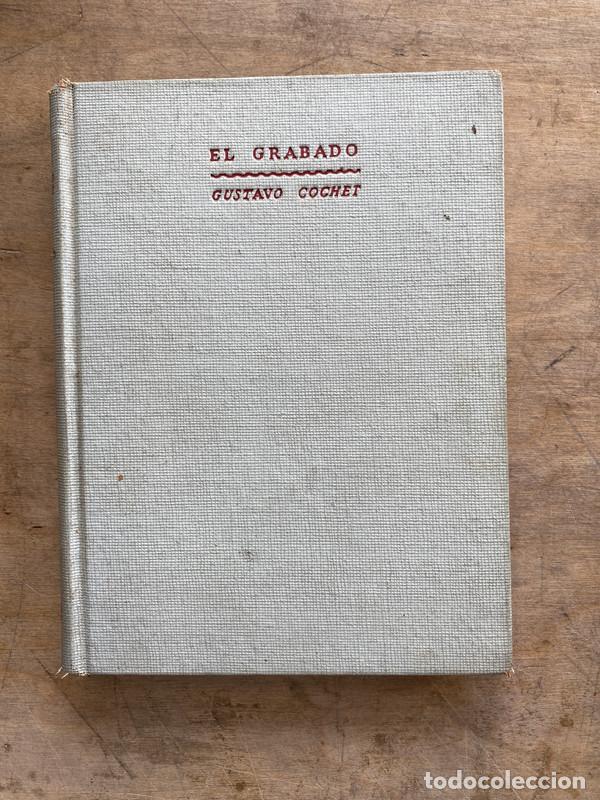 EL GRABADO
GUSTAVO COCHET
todocoleccion